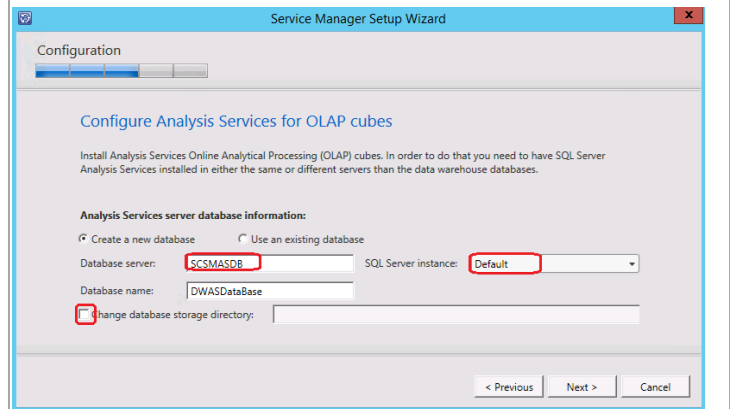 Service Manager Setup Wizard
x
Configuration
Configure Analysis Services for OLAP cubes
Install Analysis Services Online Analytical Processing (OLAP) cubes. In order to do that you need to have SQL Server
Analysis Services installed in either the same or different servers than the data warehouse databases.
Analysis Services server database information:
Create a new database Use an existing database
Database server: SCSMASDB SQL Server instance: Default
Database name: DWASDataBase
Change database storage directory:
< Previous Next > Cancel